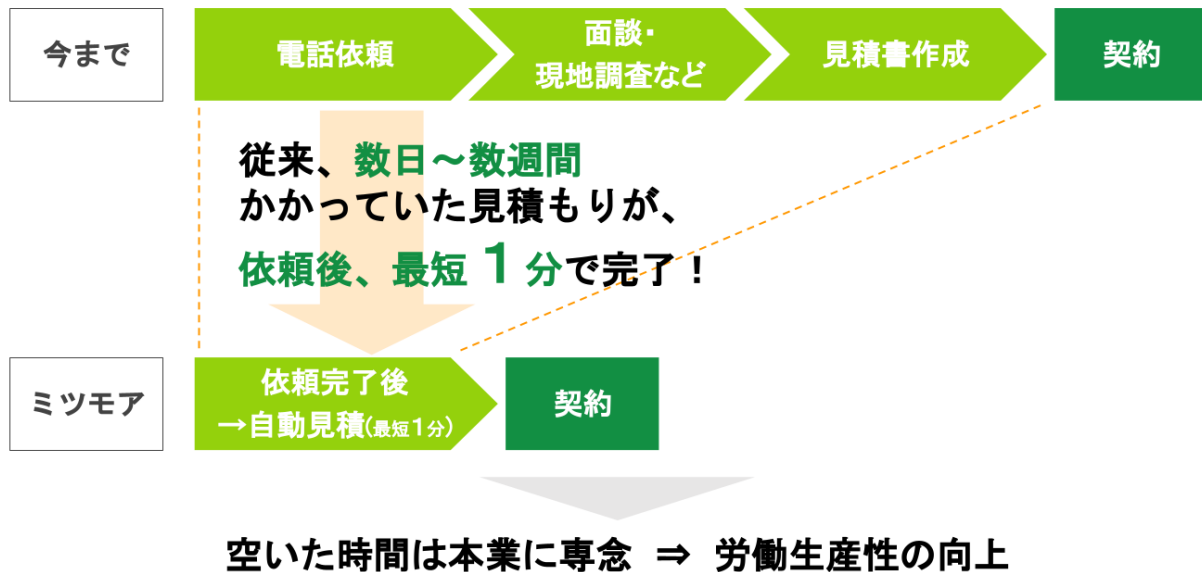 今まで
電話依頼
面談・
現地調査など
見積書作成
契約
従来、数日～数週間
かかっていた見積もりが、
依頼後、最短１分で完了！
ミツモア
依頼完了後
→自動見積(最短1分)
契約
空いた時間は本業に専念 ⇒ 労働生産性の向上